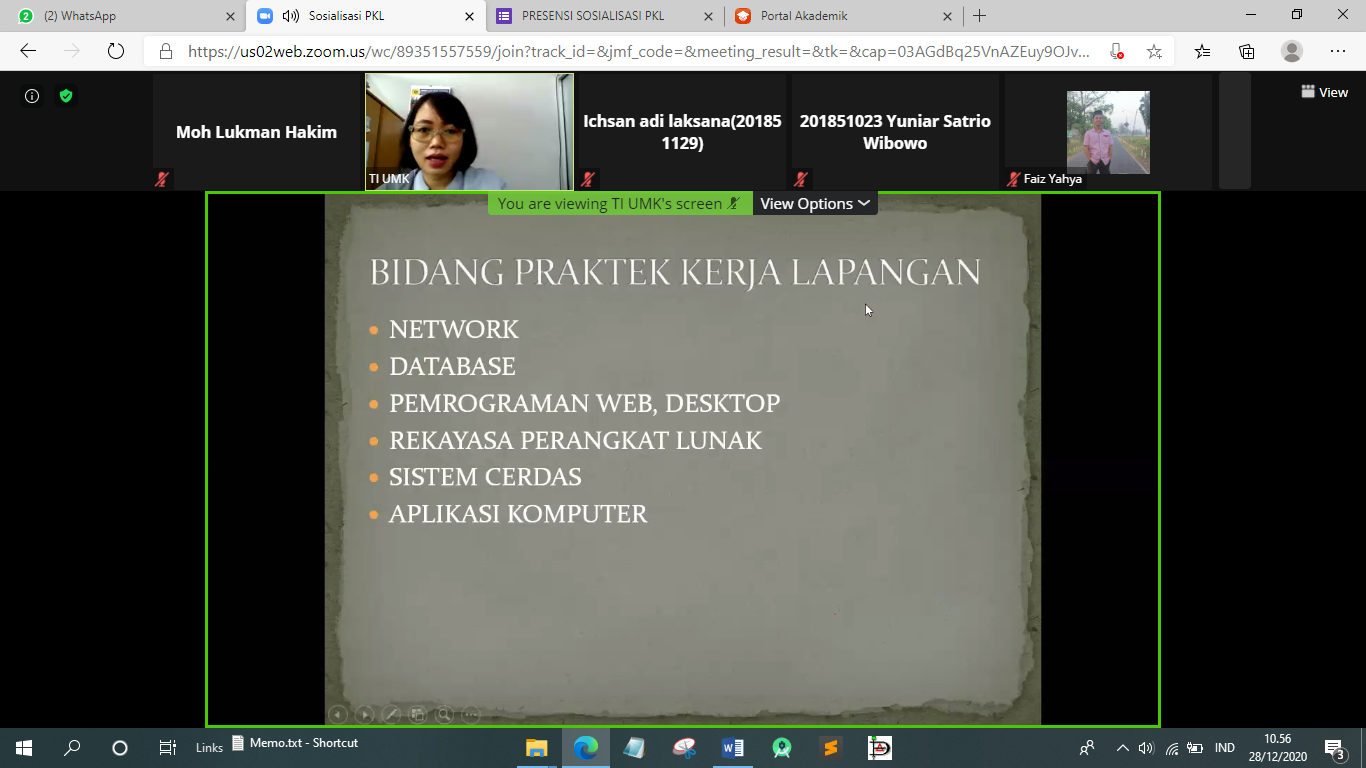 (2) WhatsApp
Sosialisasi PKL
PRESENSI SOSIALISASI PKL
Portal Akademik
https://us02web.zoom.us/wc/89351557559/join?track_id=&jmf_code=&meeting_result=&tk=&cap=03AGdBq25VnAZEuy9OJv...
Moh Lukman Hakim
TI UMK
Ichsan adi laksana(20185
1129)
201851023 Yuniar Satrio
Wibowo
Faiz Yahya
View
You are viewing TI UMK's screen
View Options
BIDANG PRAKTEK KERJA LAPANGAN
• NETWORK
• DATABASE
• PEMROGRAMAN WEB, DESKTOP
• REKAYASA PERANGKAT LUNAK
• SISTEM CERDAS
• APLIKASI KOMPUTER
Links
Memo.txt - Shortcut
IND
10.56
28/12/2020
3